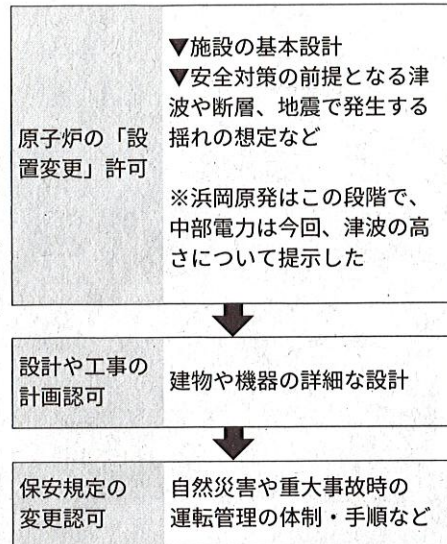 原子炉の「設
置変更」許可
▼施設の基本設計
▼安全対策の前提となる津
波や断層、地震で発生する
揺れの想定など
※浜岡原発はこの段階で、
中部電力は今回、津波の高
さについて提示した
設計や工事の
計画認可
建物や機器の詳細な設計
保安規定の
変更認可
自然災害や重大事故時の
運転管理の体制・手順など